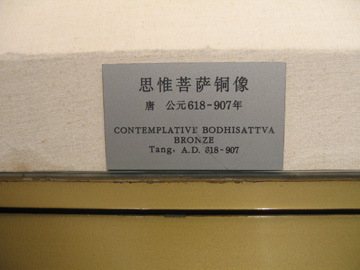 思惟菩萨铜像
唐 公元618-907年
CONTEMPLATIVE BODHISATTVA
BRONZE
Tang. A.D. 618-907